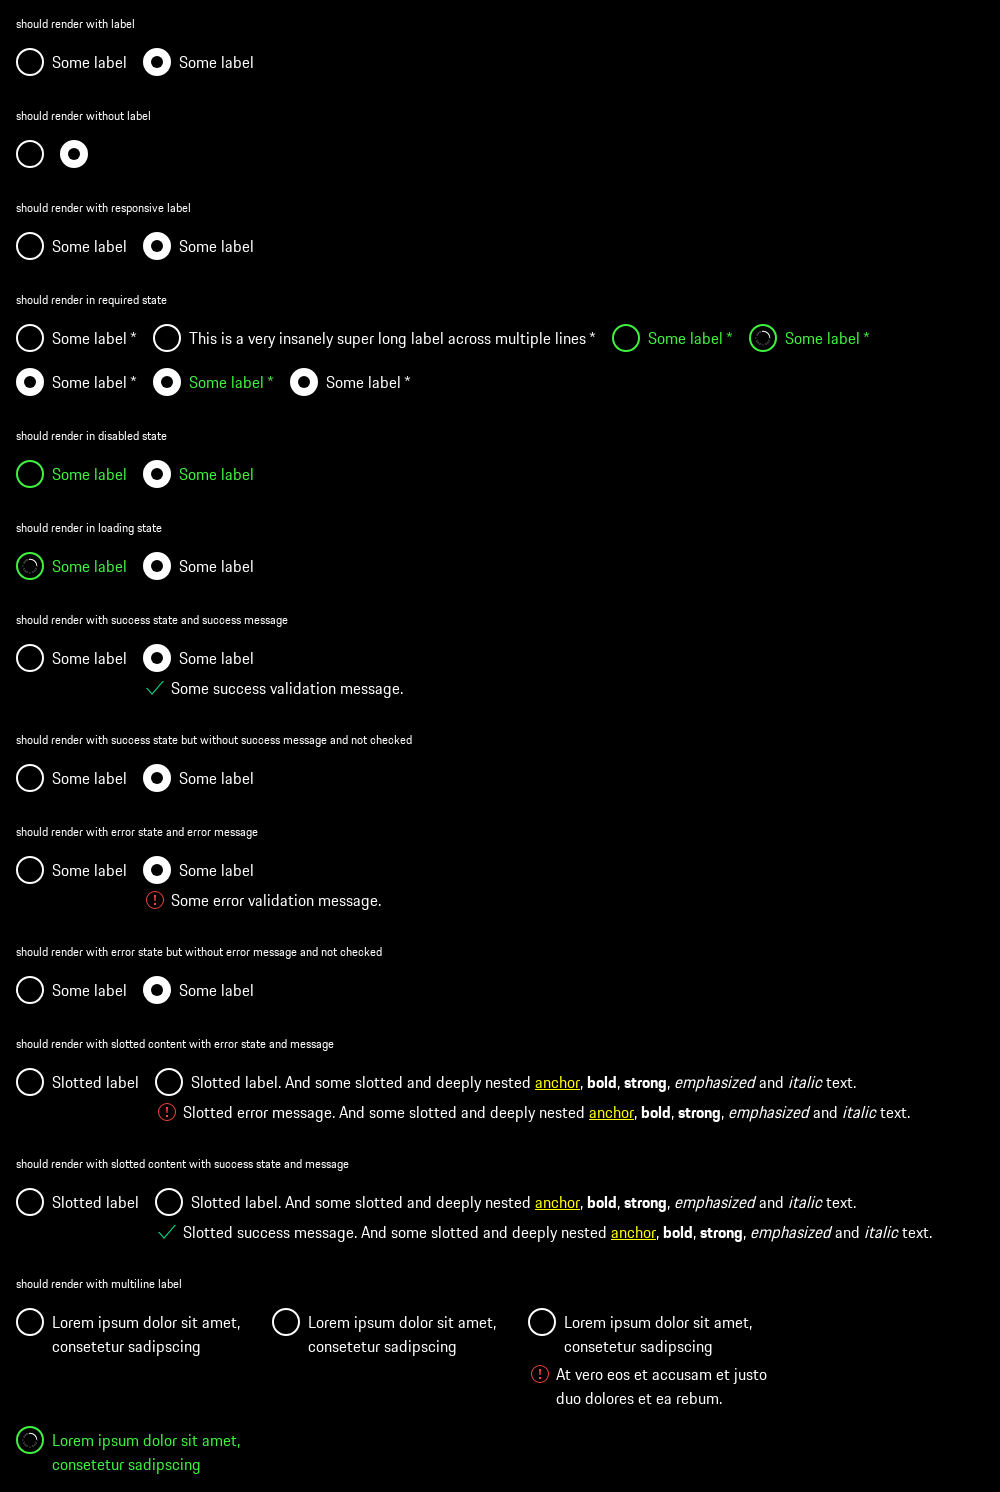 should render with label
Some label Some label
should render without label
should render with responsive label
Some label Some label
should render in required state
Some label * This is a very insanely super long label across multiple lines * Some label * Some label *
Some label * Some label * Some label *
should render in disabled state
Some label Some label
should render in loading state
Some label Some label
should render with success state and success message
Some label Some label
Some success validation message.
should render with success state but without success message and not checked
Some label Some label
should render with error state and error message
Some label Some label
Some error validation message.
should render with error state but without error message and not checked
Some label Some label
should render with slotted content with error state and message
Slotted label Slotted label. And some slotted and deeply nested anchor, bold, strong, emphasized and italic text.
Slotted error message. And some slotted and deeply nested anchor, bold, strong, emphasized and italic text.
should render with slotted content with success state and message
Slotted label Slotted label. And some slotted and deeply nested anchor, bold, strong, emphasized and italic text.
Slotted success message. And some slotted and deeply nested anchor, bold, strong, emphasized and italic text.
should render with multiline label
Lorem ipsum dolor sit amet,
consetetur sadipscing
Lorem ipsum dolor sit amet,
consetetur sadipscing
Lorem ipsum dolor sit amet,
consetetur sadipscing
At vero eos et accusam et justo
duo dolores et ea rebum.
Lorem ipsum dolor sit amet,
consetetur sadipscing